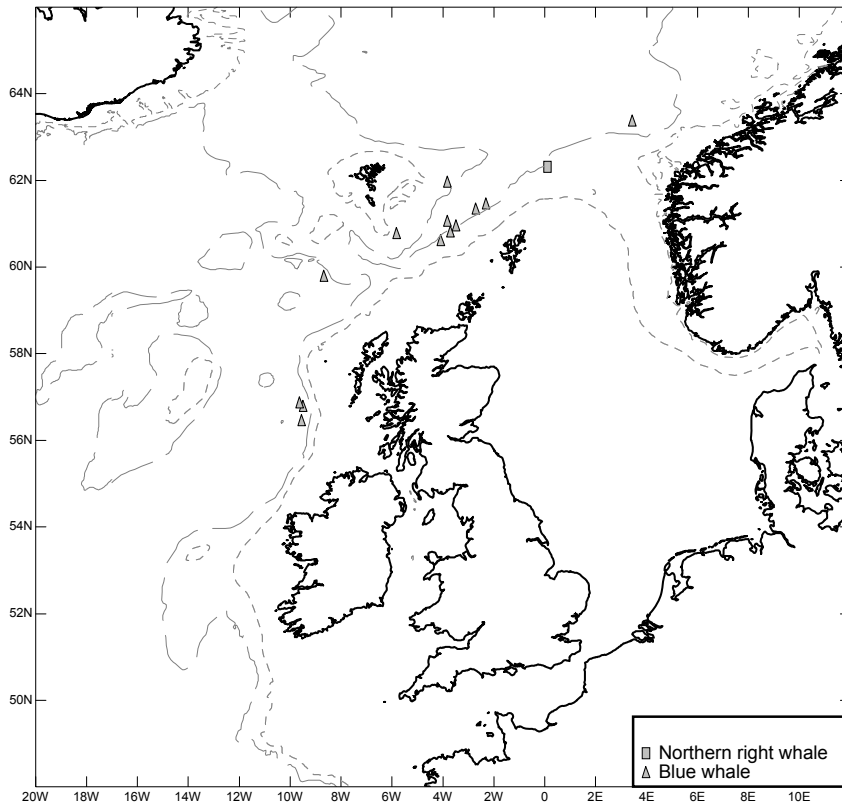 64N
62N
60N
58N
56N
54N
52N
50N
Northern right whale
Blue whale
20W 18W 16W 14W 12W 10W 8W 6W 4W 2W 0 2E 4E 6E 8E 10E